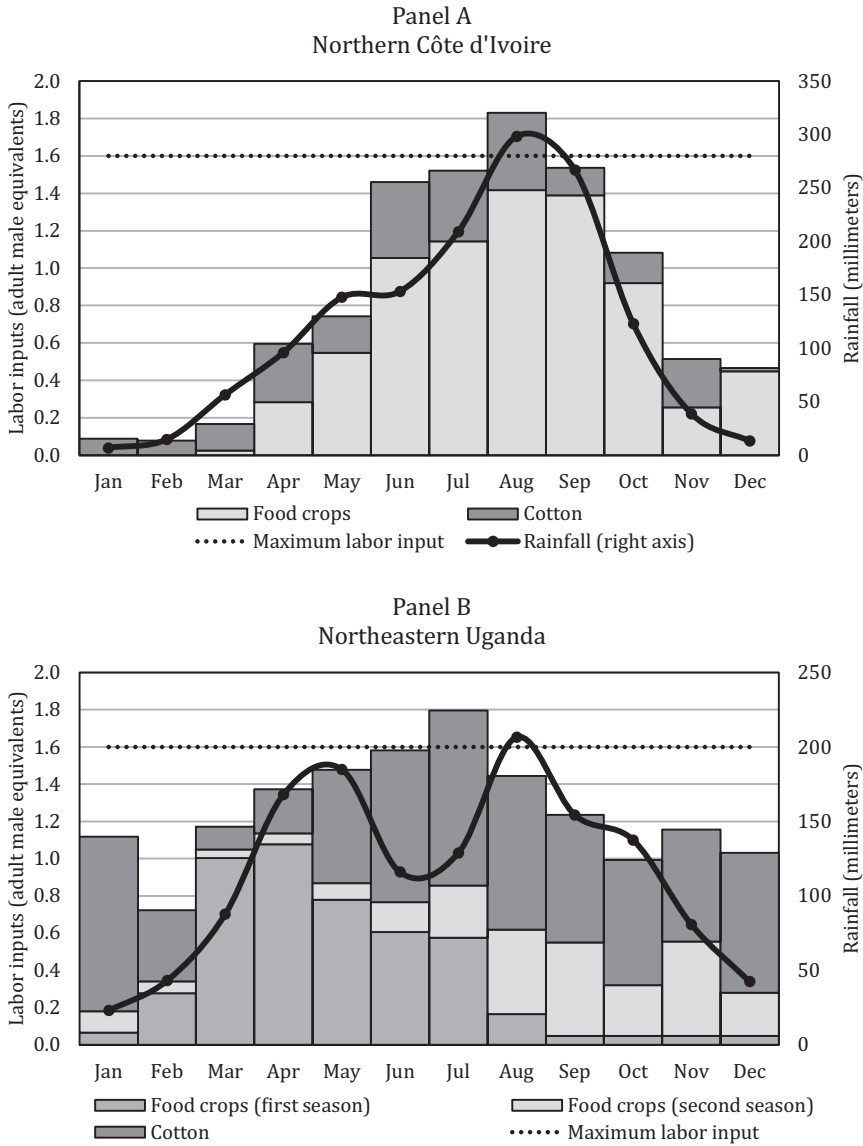 Panel A
Northern Côte d'Ivoire
Labor inputs (adult male equivalents)
2.0
1.8
1.6
1.4
1.2
1.0
0.8
0.6
0.4
0.2
0.0
350
300
250
200
150
100
50
0
Rainfall (millimeters)
Jan Feb Mar Apr May Jun Jul Aug Sep Oct Nov Dec
Food crops Cotton
Maximum labor input Rainfall (right axis)
Panel B
Northeastern Uganda
Labor inputs (adult male equivalents)
2.0
1.8
1.6
1.4
1.2
1.0
0.8
0.6
0.4
0.2
0.0
250
200
150
100
50
0
Rainfall (millimeters)
Jan Feb Mar Apr May Jun Jul Aug Sep Oct Nov Dec
Food crops (first season) Food crops (second season)
Cotton Maximum labor input